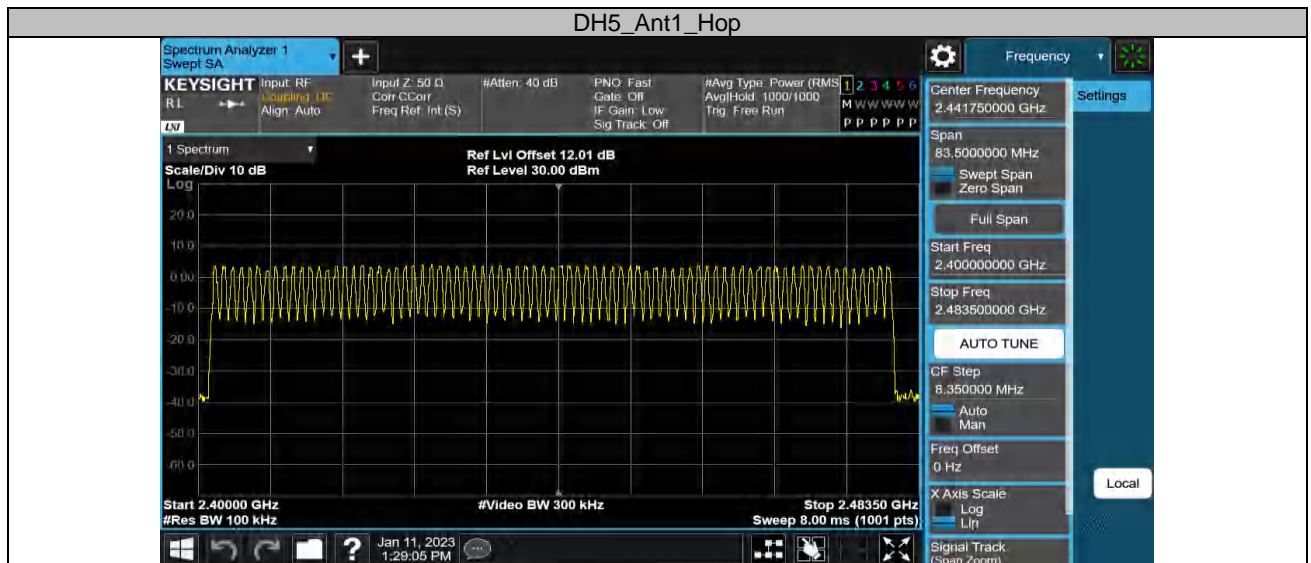 DH5_Ant1_Hop
Spectrum Analyzer 1
Swept SA
Frequency
KEYSIGHT
RL
LXI
Input: RF
Coupling: DC
Align: Auto
Input Z: 50 Ω
Corr CCorr
Freq Ref: Int (S)
#Atten: 40 dB
PNO: Fast
Gate: Off
IF Gain: Low
Sig Track: Off
#Avg Type: Power (RMS
Avg|Hold: 1000/1000
Trig: Free Run
1 2 3 4 5 6
M W W W W W
P P P P P P
1 Spectrum
Scale/Div 10 dB
Log
Ref Lvl Offset 12.01 dB
Ref Level 30.00 dBm
20.0
10.0
0.00
-10.0
-20.0
-30.0
-40.0
-50.0
-60.0
Start 2.40000 GHz
#Res BW 100 kHz
#Video BW 300 kHz
Stop 2.48350 GHz
Sweep 8.00 ms (1001 pts)
Center Frequency
2.441750000 GHz
Settings
Span
83.5000000 MHz
Swept Span
Zero Span
Full Span
Start Freq
2.400000000 GHz
Stop Freq
2.483500000 GHz
AUTO TUNE
CF Step
8.350000 MHz
Auto
Man
Freq Offset
0 Hz
X Axis Scale
Log
Lin
Local
Signal Track
(Span Zoom)
?
Jan 11, 2023
1:29:05 PM